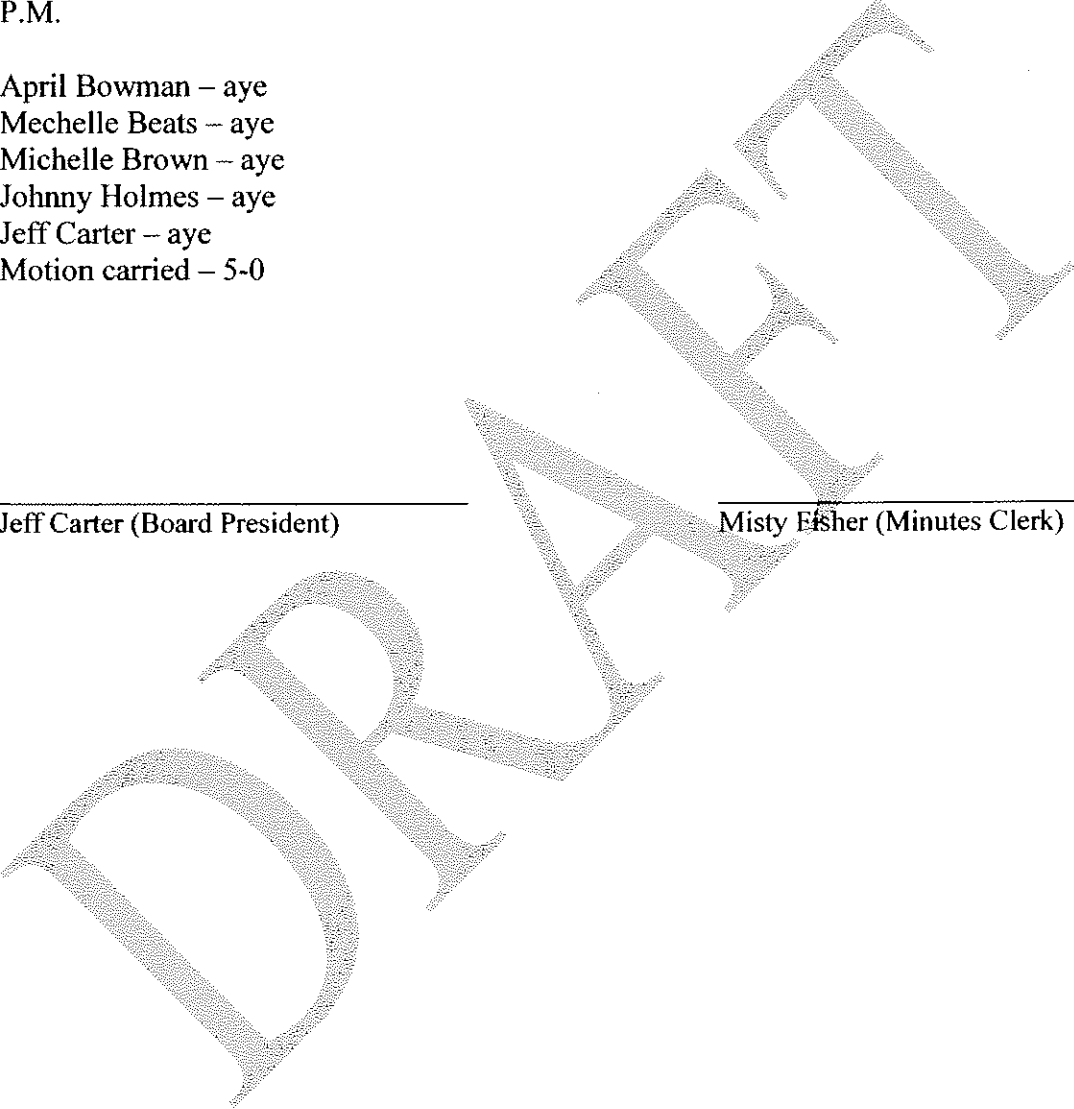 P.M.
April Bowman – aye
Mechelle Beats – aye
Michelle Brown – aye
Johnny Holmes – aye
Jeff Carter – aye
Motion carried – 5-0
Jeff Carter (Board President)
Misty Fisher (Minutes Clerk)
DRAFT